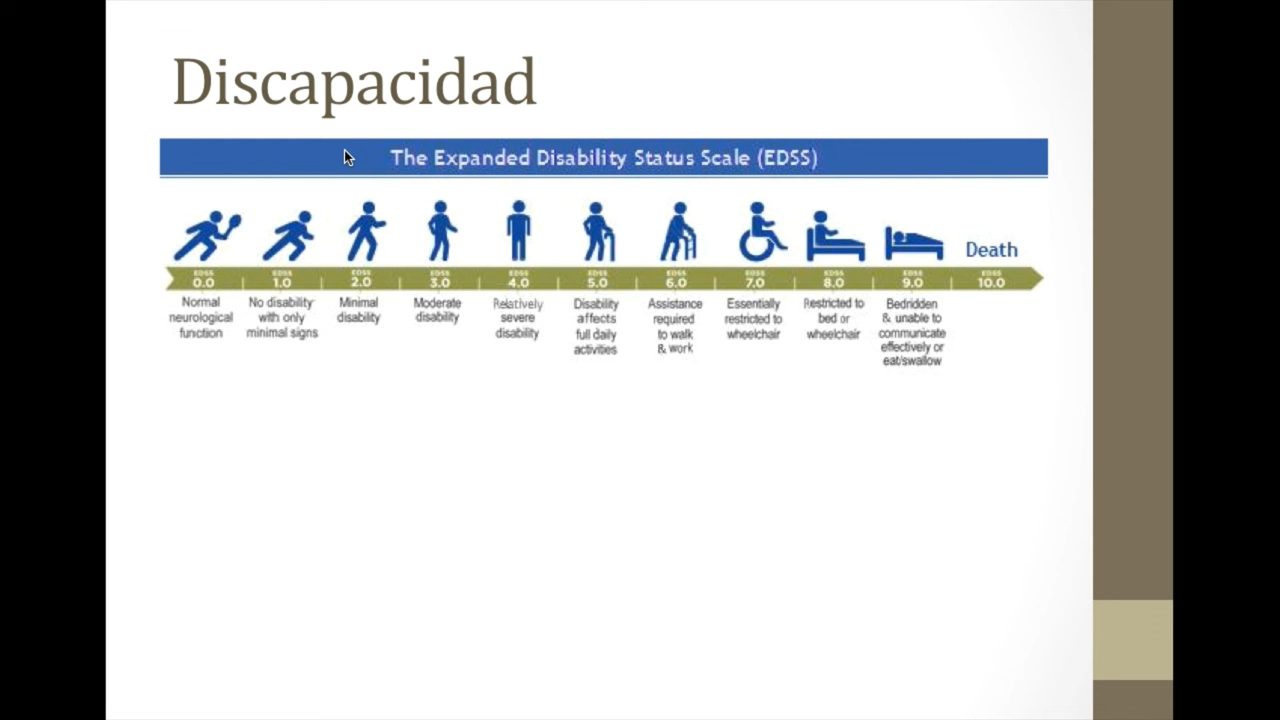 Discapacidad
The Expanded Disability Status Scale (EDSS)
Death
EDSS EDSS EDSS EDSS EDSS EDSS EDSS EDSS EDSS EDSS EDSS
0.0 1.0 2.0 3.0 4.0 5.0 6.0 7.0 8.0 9.0 10.0
Normal
neurological
function
No disability
with only
minimal signs
Minimal
disability
Moderate
disability
Relatively
severe
disability
Disability
affects
full daily
activities
Assistance
required
to walk
& work
Essentially
restricted to
wheelchair
Restricted to
bed or
wheelchair
Bedridden
& unable to
communicate
effectively or
eat/swallow